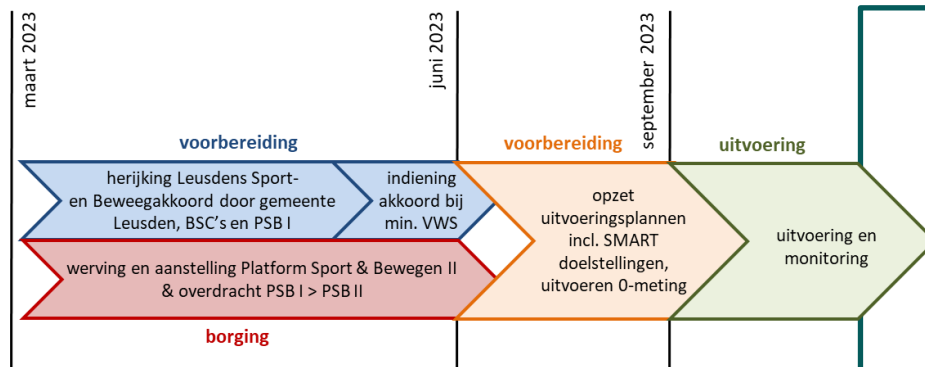 maart 2023
juni 2023
september 2023
voorbereiding
voorbereiding
uitvoering
herijking Leusdens Sport-
en Beweegakkoord door gemeente
Leusden, BSC's en PSB I
indiening
akkoord bij
min. VWS
opzet
uitvoeringsplannen
incl. SMART
doelstellingen,
uitvoeren 0-meting
uitvoering en
monitoring
werving en aanstelling Platform Sport & Bewegen II
& overdracht PSB I > PSB II
borging